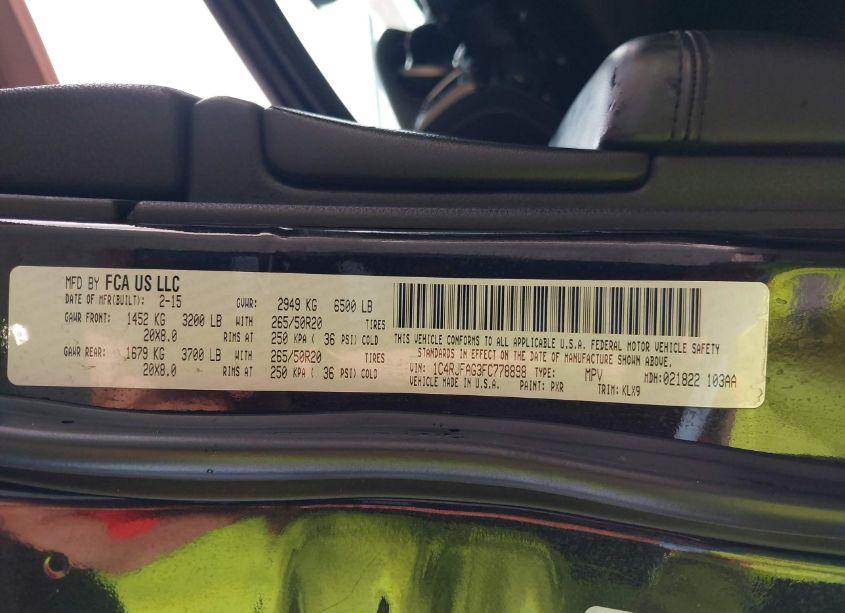 MFD BY FCA US LLC
DATE OF MFR(BUILT): 2-15 GVWR: 2949 KG 6500 LB
GAWR FRONT: 1452 KG 3200 LB WITH 265/50R20 TIRES
20X8.0 RIMS AT 250 KPA ( 36 PSI) COLD
GAWR REAR: 1679 KG 3700 LB WITH 265/50R20 TIRES
20X8.0 RIMS AT 250 KPA ( 36 PSI) COLD
THIS VEHICLE CONFORMS TO ALL APPLICABLE U.S.A. FEDERAL MOTOR VEHICLE SAFETY
STANDARDS IN EFFECT ON THE DATE OF MANUFACTURE SHOWN ABOVE.
VIN: 1C4RJFAG3FC778898 TYPE: MPV MDH:021822 103AA
VEHICLE MADE IN U.S.A. PAINT: PXR TRIM: KLX9